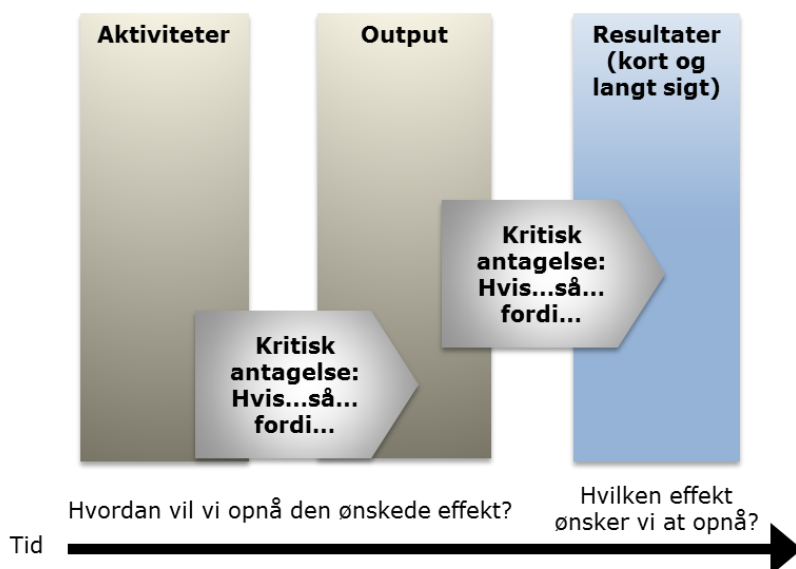 Aktiviteter
Output
Resultater
(kort og
langt sigt)
Kritisk
antagelse:
Hvis...så...
fordi...
Kritisk
antagelse:
Hvis...så...
fordi...
Hvordan vil vi opnå den ønskede effekt?
Hvilken effekt
ønsker vi at opnå?
Tid